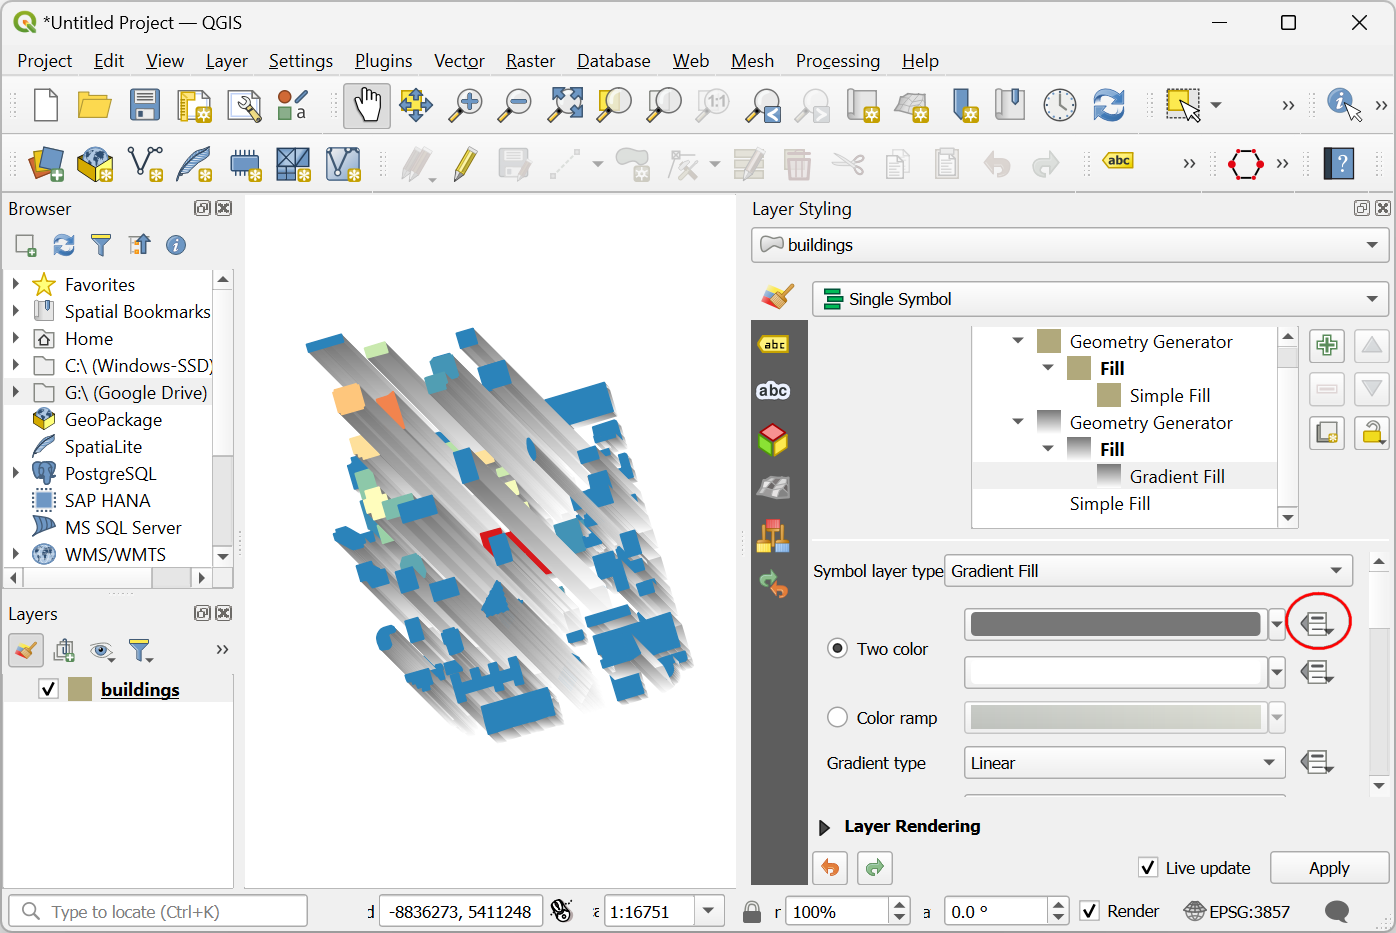 *Untitled Project — QGIS
Project Edit View Layer Settings Plugins Vector Raster Database Web Mesh Processing Help
a
1:1
abc
?
Browser
Favorites
Spatial Bookmarks
Home
C:\ (Windows-SSD)
G:\ (Google Drive)
GeoPackage
SpatiaLite
PostgreSQL
SAP HANA
MS SQL Server
WMS/WMTS
Layers
buildings
Layer Styling
buildings
Single Symbol
abc
abc
Geometry Generator
Fill
Simple Fill
Geometry Generator
Fill
Gradient Fill
Simple Fill
Symbol layer type Gradient Fill
Two color
Color ramp
Gradient type Linear
Layer Rendering
Live update Apply
Type to locate (Ctrl+K) d -8836273, 5411248 a 1:16751 r 100% a 0.0 ° Render EPSG:3857